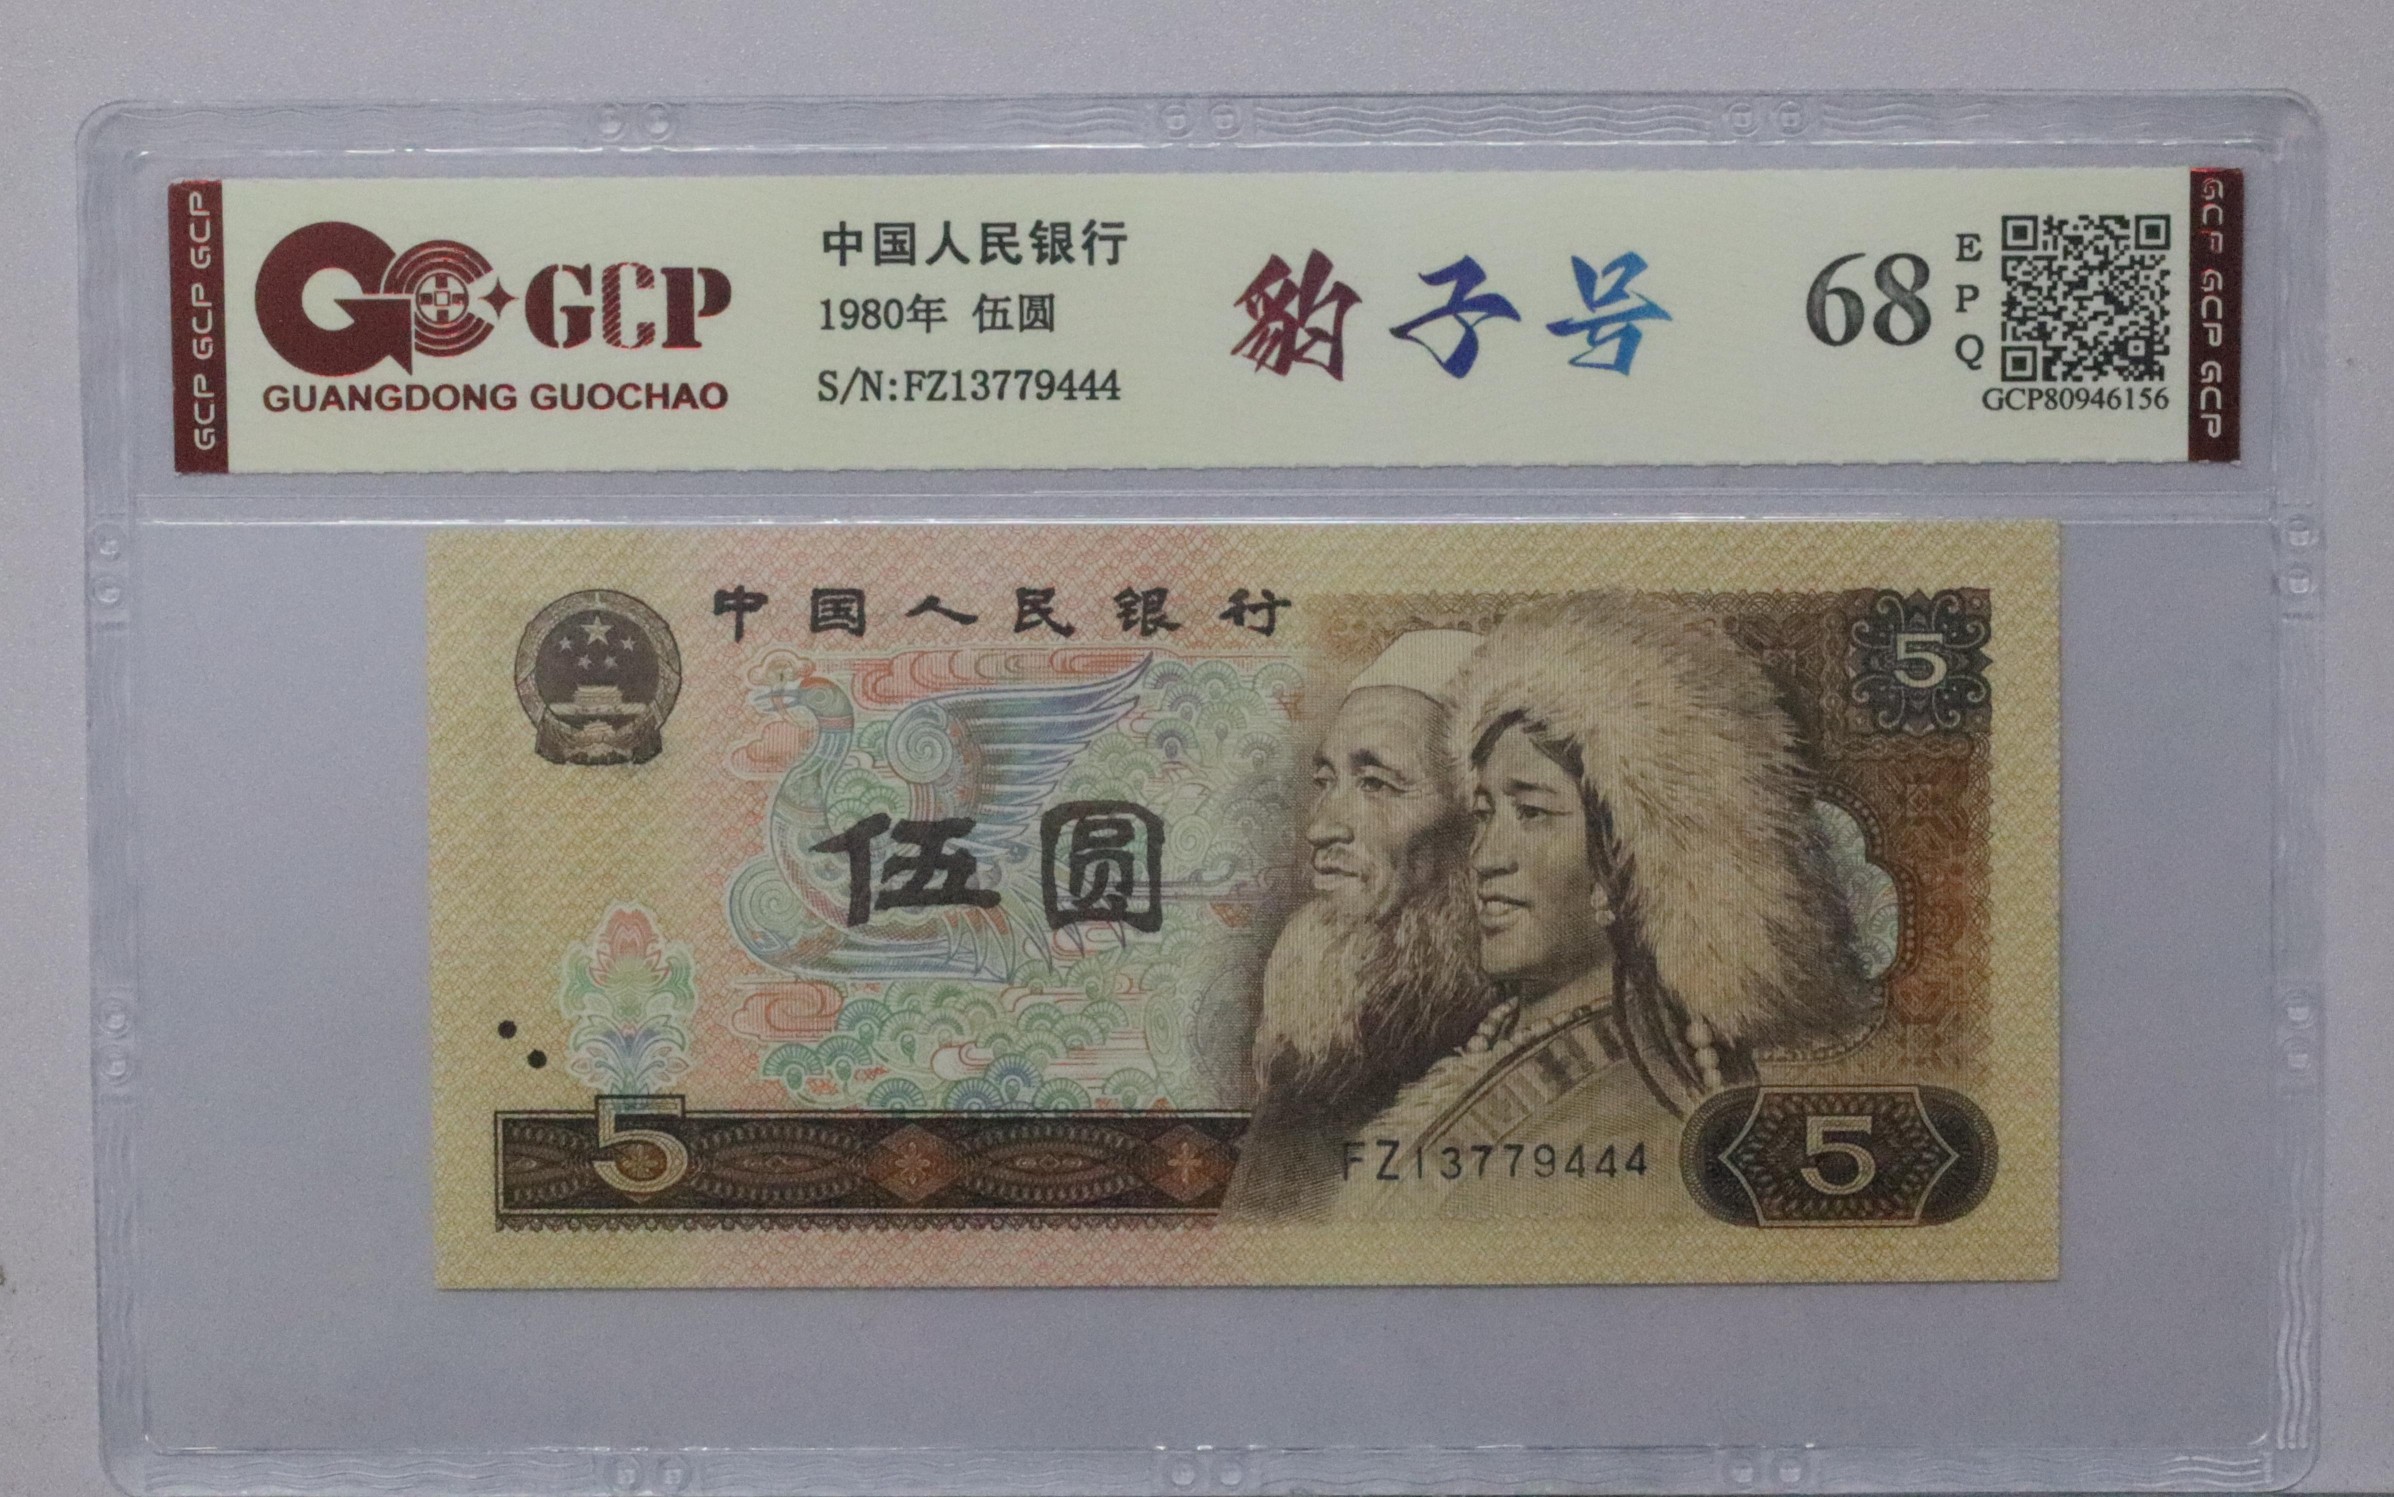 GCP GCP GCP
GCP
GUANGDONG GUOCHAO
中国人民银行
1980年 伍圆
S/N:FZ13779444
豹子号
68
E
P
Q
GCP80946156
GCP GCP GCP
中国人民银行
5
伍圆
5
FZ13779444
5